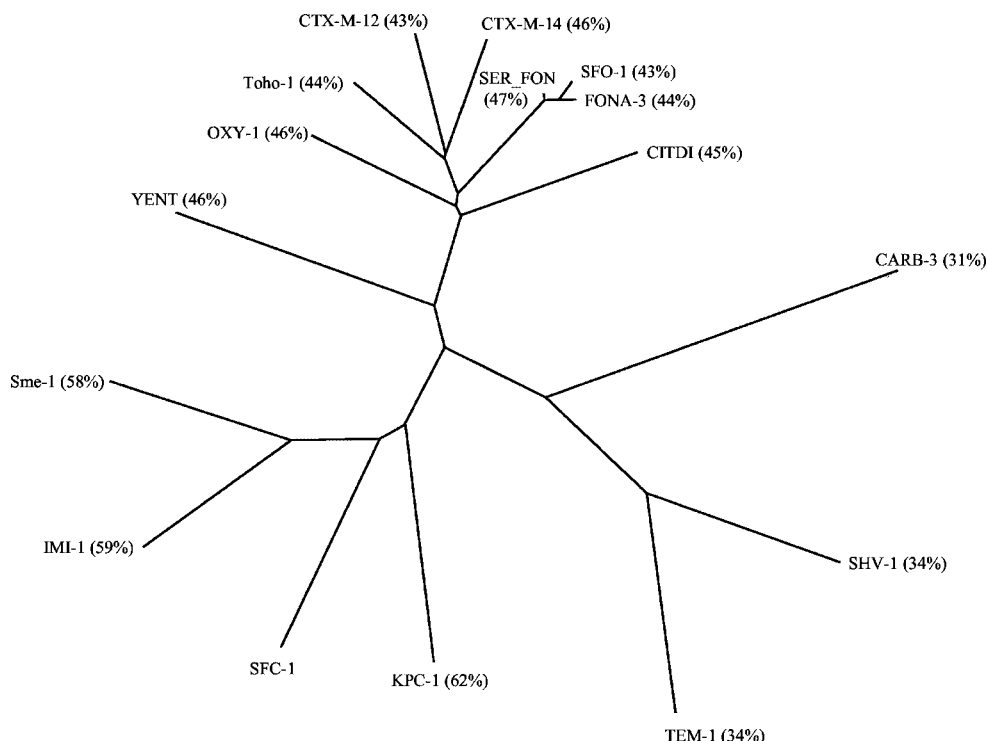 CTX-M-12 (43%)
CTX-M-14 (46%)
SER_FON
(47%)
SFO-1 (43%)
FONA-3 (44%)
Toho-1 (44%)
OXY-1 (46%)
CITDI (45%)
YENT (46%)
CARB-3 (31%)
Sme-1 (58%)
IMI-1 (59%)
SHV-1 (34%)
SFC-1
KPC-1 (62%)
TEM-1 (34%)